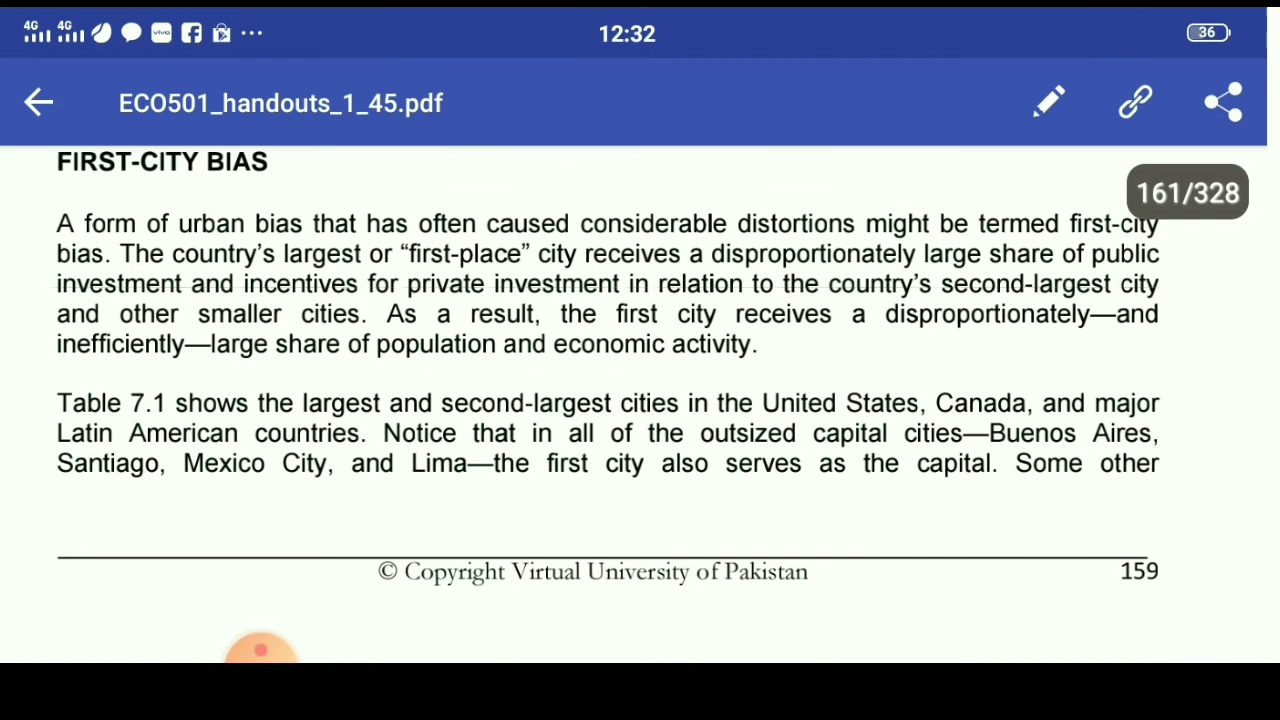 4G 4G vivo ... 12:32 36
ECO501_handouts_1_45.pdf
FIRST-CITY BIAS
161/328
A form of urban bias that has often caused considerable distortions might be termed first-city
bias. The country’s largest or “first-place” city receives a disproportionately large share of public
investment and incentives for private investment in relation to the country’s second-largest city
and other smaller cities. As a result, the first city receives a disproportionately—and
inefficiently—large share of population and economic activity.
Table 7.1 shows the largest and second-largest cities in the United States, Canada, and major
Latin American countries. Notice that in all of the outsized capital cities—Buenos Aires,
Santiago, Mexico City, and Lima—the first city also serves as the capital. Some other
© Copyright Virtual University of Pakistan 159